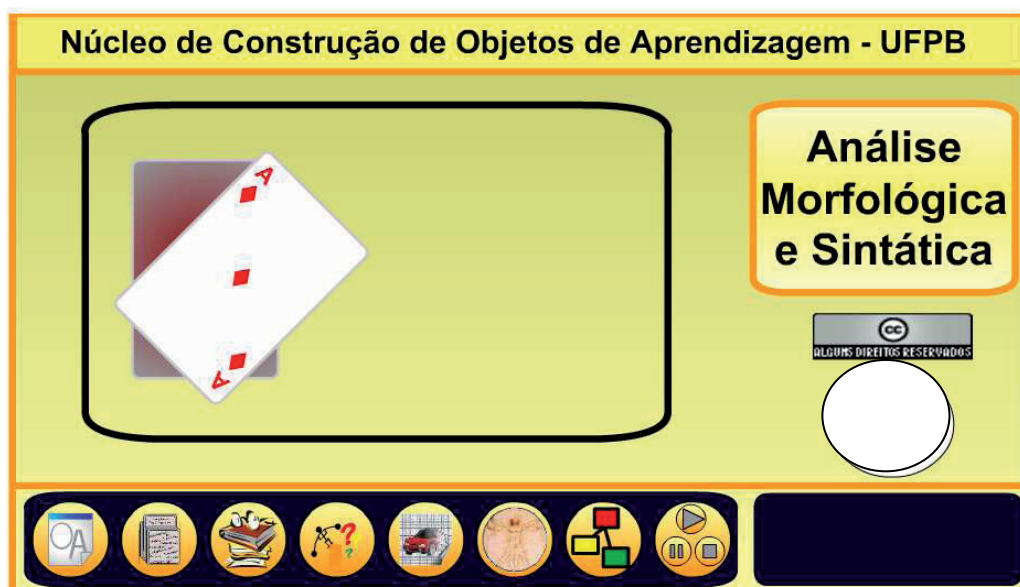 Núcleo de Construção de Objetos de Aprendizagem - UFPB
A
A
Análise
Morfológica
e Sintática
cc
ALGUNS DIREITOS RESERVADOS
OA
??